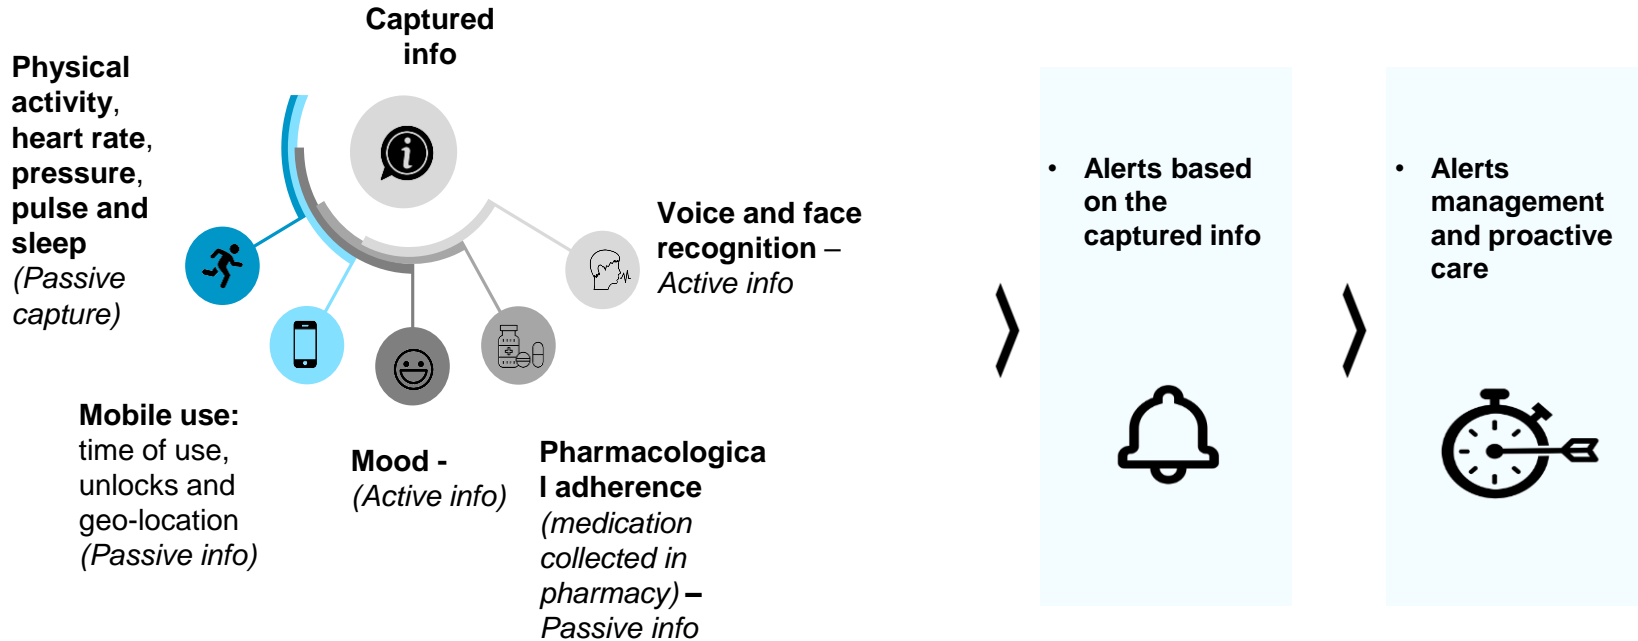 Captured
info
Physical
activity,
heart rate,
pressure,
pulse and
sleep
(Passive
capture)
Mobile use:
time of use,
unlocks and
geo-location
(Passive info)
Mood -
(Active info)
Pharmacologica
l adherence
(medication
collected in
pharmacy) –
Passive info
Voice and face
recognition –
Active info
• Alerts based
on the
captured info
• Alerts
management
and proactive
care